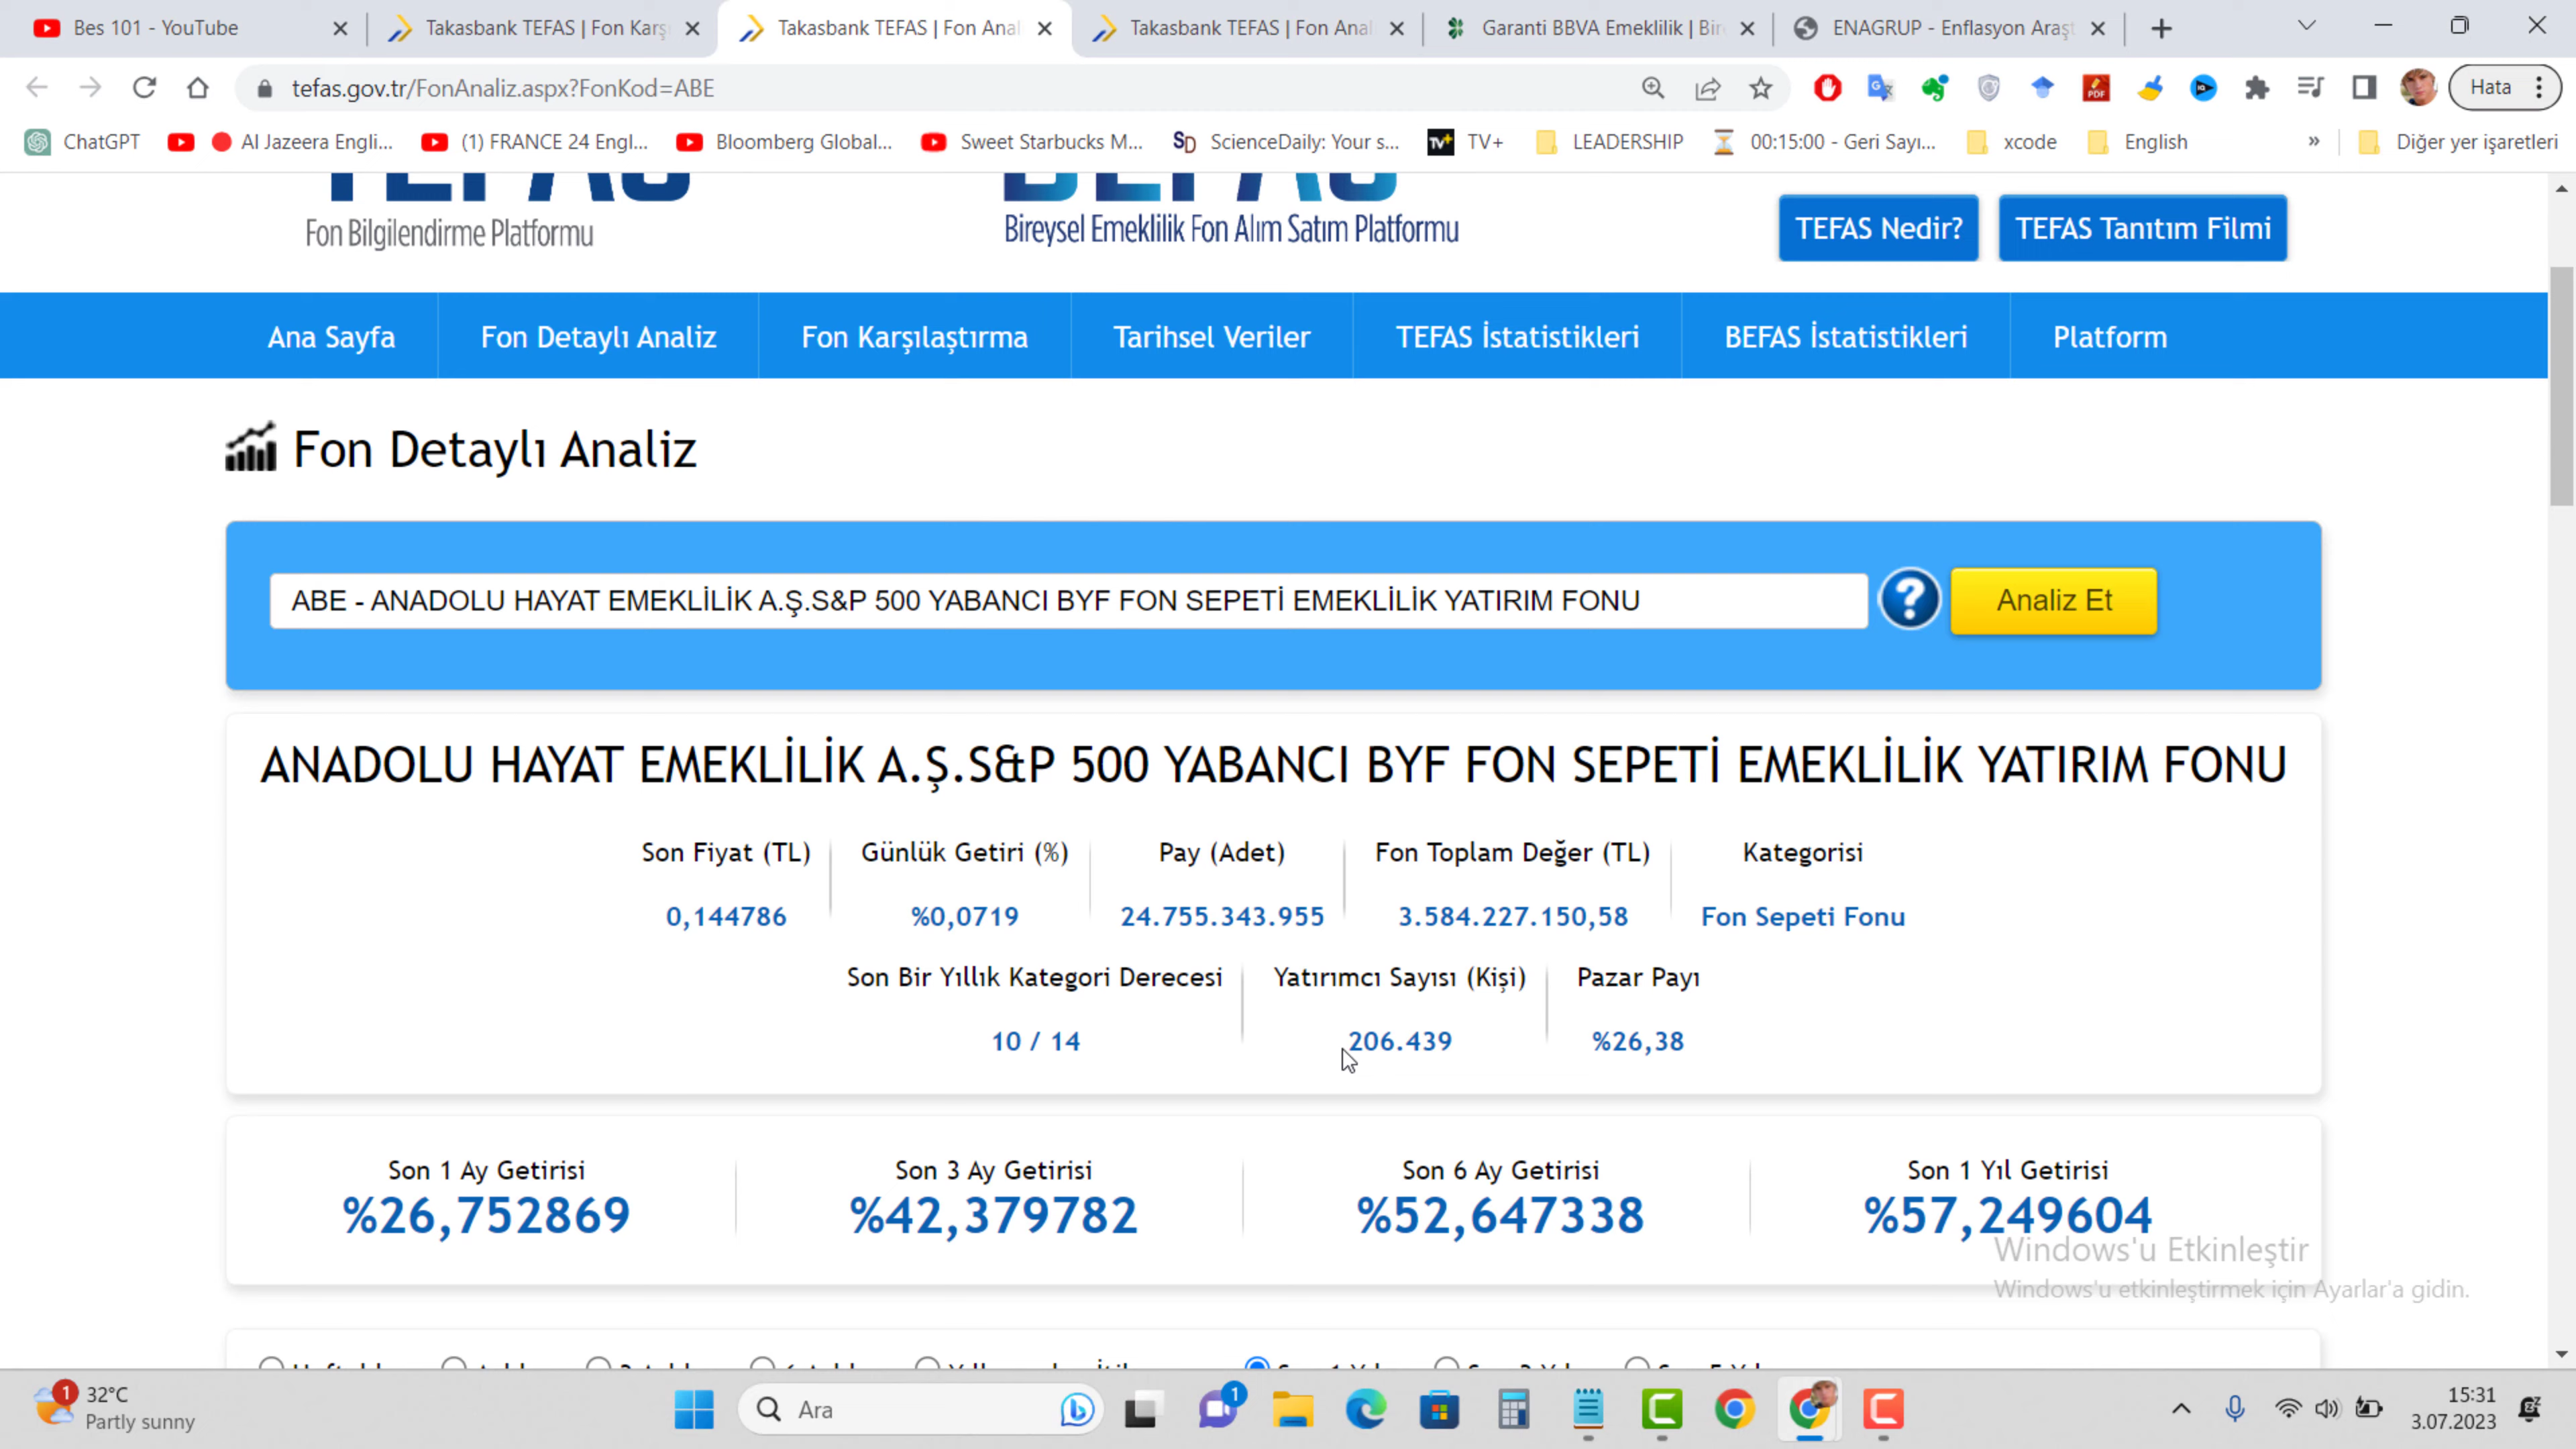 Bes 101 - YouTube
Takasbank TEFAS | Fon Karş
Takasbank TEFAS | Fon Anal
Takasbank TEFAS | Fon Anal
Garanti BBVA Emeklilik | Bir
ENAGRUP - Enflasyon Araşt
tefas.gov.tr/FonAnaliz.aspx?FonKod=ABE
Hata
ChatGPT
Al Jazeera Engli...
(1) FRANCE 24 Engl...
Bloomberg Global...
Sweet Starbucks M...
SD ScienceDaily: Your s...
TV+ TV+
LEADERSHIP
00:15:00 - Geri Sayı...
xcode
English
»
Diğer yer işaretleri
TEFAS
BEFAS
Fon Bilgilendirme Platformu
Bireysel Emeklilik Fon Alım Satım Platformu
TEFAS Nedir?
TEFAS Tanıtım Filmi
Ana Sayfa
Fon Detaylı Analiz
Fon Karşılaştırma
Tarihsel Veriler
TEFAS İstatistikleri
BEFAS İstatistikleri
Platform
Fon Detaylı Analiz
ABE - ANADOLU HAYAT EMEKLİLİK A.Ş.S&P 500 YABANCI BYF FON SEPETİ EMEKLİLİK YATIRIM FONU
?
Analiz Et
ANADOLU HAYAT EMEKLİLİK A.Ş.S&P 500 YABANCI BYF FON SEPETİ EMEKLİLİK YATIRIM FONU
Son Fiyat (TL)
Günlük Getiri (%)
Pay (Adet)
Fon Toplam Değer (TL)
Kategorisi
0,144786
%0,0719
24.755.343.955
3.584.227.150,58
Fon Sepeti Fonu
Son Bir Yıllık Kategori Derecesi
Yatırımcı Sayısı (Kişi)
Pazar Payı
10 / 14
206.439
%26,38
Son 1 Ay Getirisi
Son 3 Ay Getirisi
Son 6 Ay Getirisi
Son 1 Yıl Getirisi
%26,752869
%42,379782
%52,647338
%57,249604
Windows'u Etkinleştir
Windows'u etkinleştirmek için Ayarlar'a gidin.
1
32°C
Partly sunny
Ara
1
15:31
3.07.2023